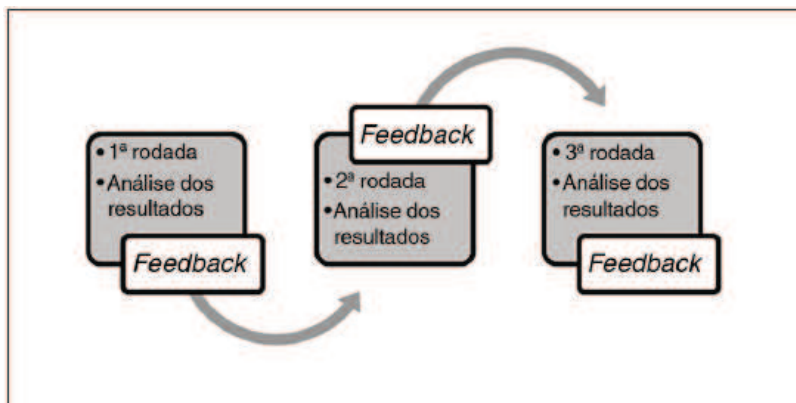 • 1ª rodada
• Análise dos
resultados
Feedback
Feedback
• 2ª rodada
• Análise dos
resultados
• 3ª rodada
• Análise dos
resultados
Feedback